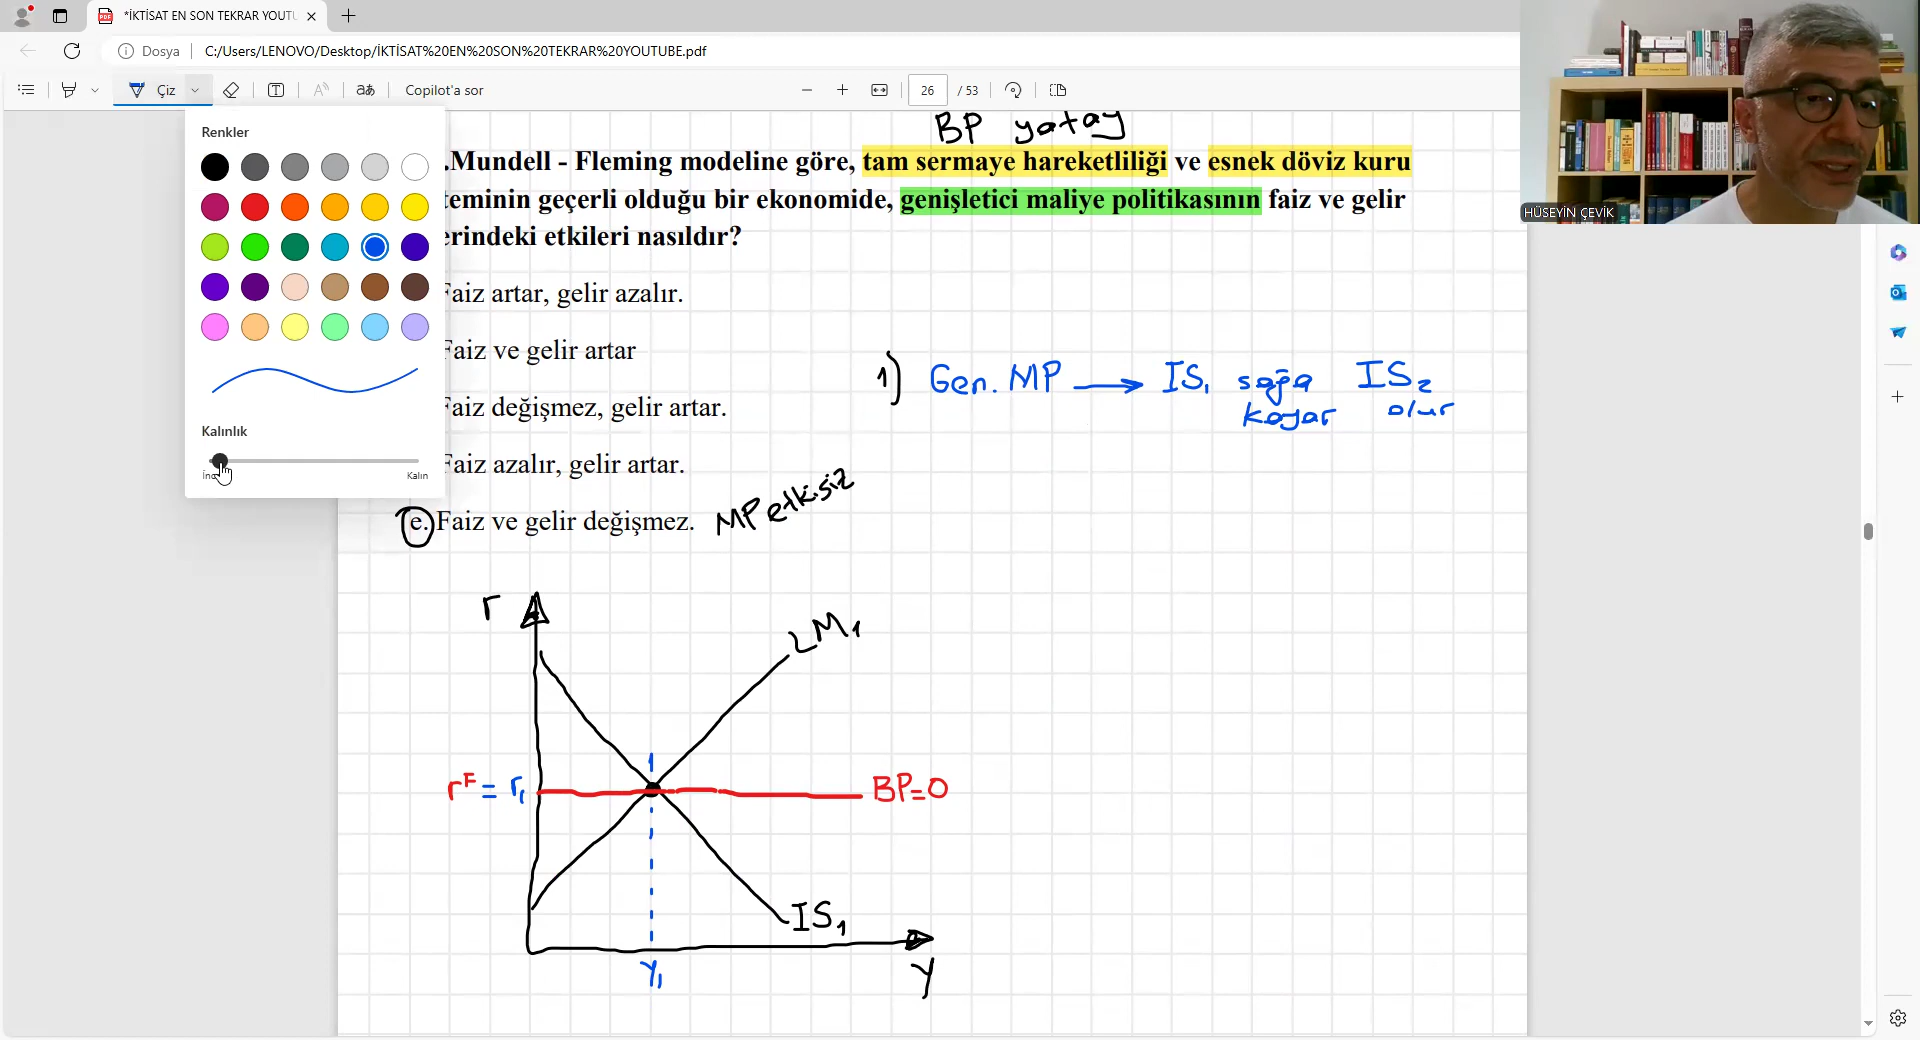 *İKTİSAT EN SON TEKRAR YOUTU
Dosya
C:/Users/LENOVO/Desktop/İKTİSAT%20EN%20SON%20TEKRAR%20YOUTUBE.pdf
Çiz
aあ
Copilot'a sor
26 / 53
HÜSEYİN ÇEVİK
Renkler
Kalınlık
Kalın
BP yatay
.Mundell - Fleming modeline göre, tam sermaye hareketliliği ve esnek döviz kuru
teminin geçerli olduğu bir ekonomide, genişletici maliye politikasının faiz ve gelir
erindeki etkileri nasıldır?
Faiz artar, gelir azalır.
Faiz ve gelir artar
Faiz değişmez, gelir artar.
Faiz azalır, gelir artar.
e. Faiz ve gelir değişmez.
MP etkisiz
1) Gen. MP → IS₁ sağa kayar IS₂ olur
r
LM₁
rᶠ = r₁
BP=0
IS₁
Y₁
Y